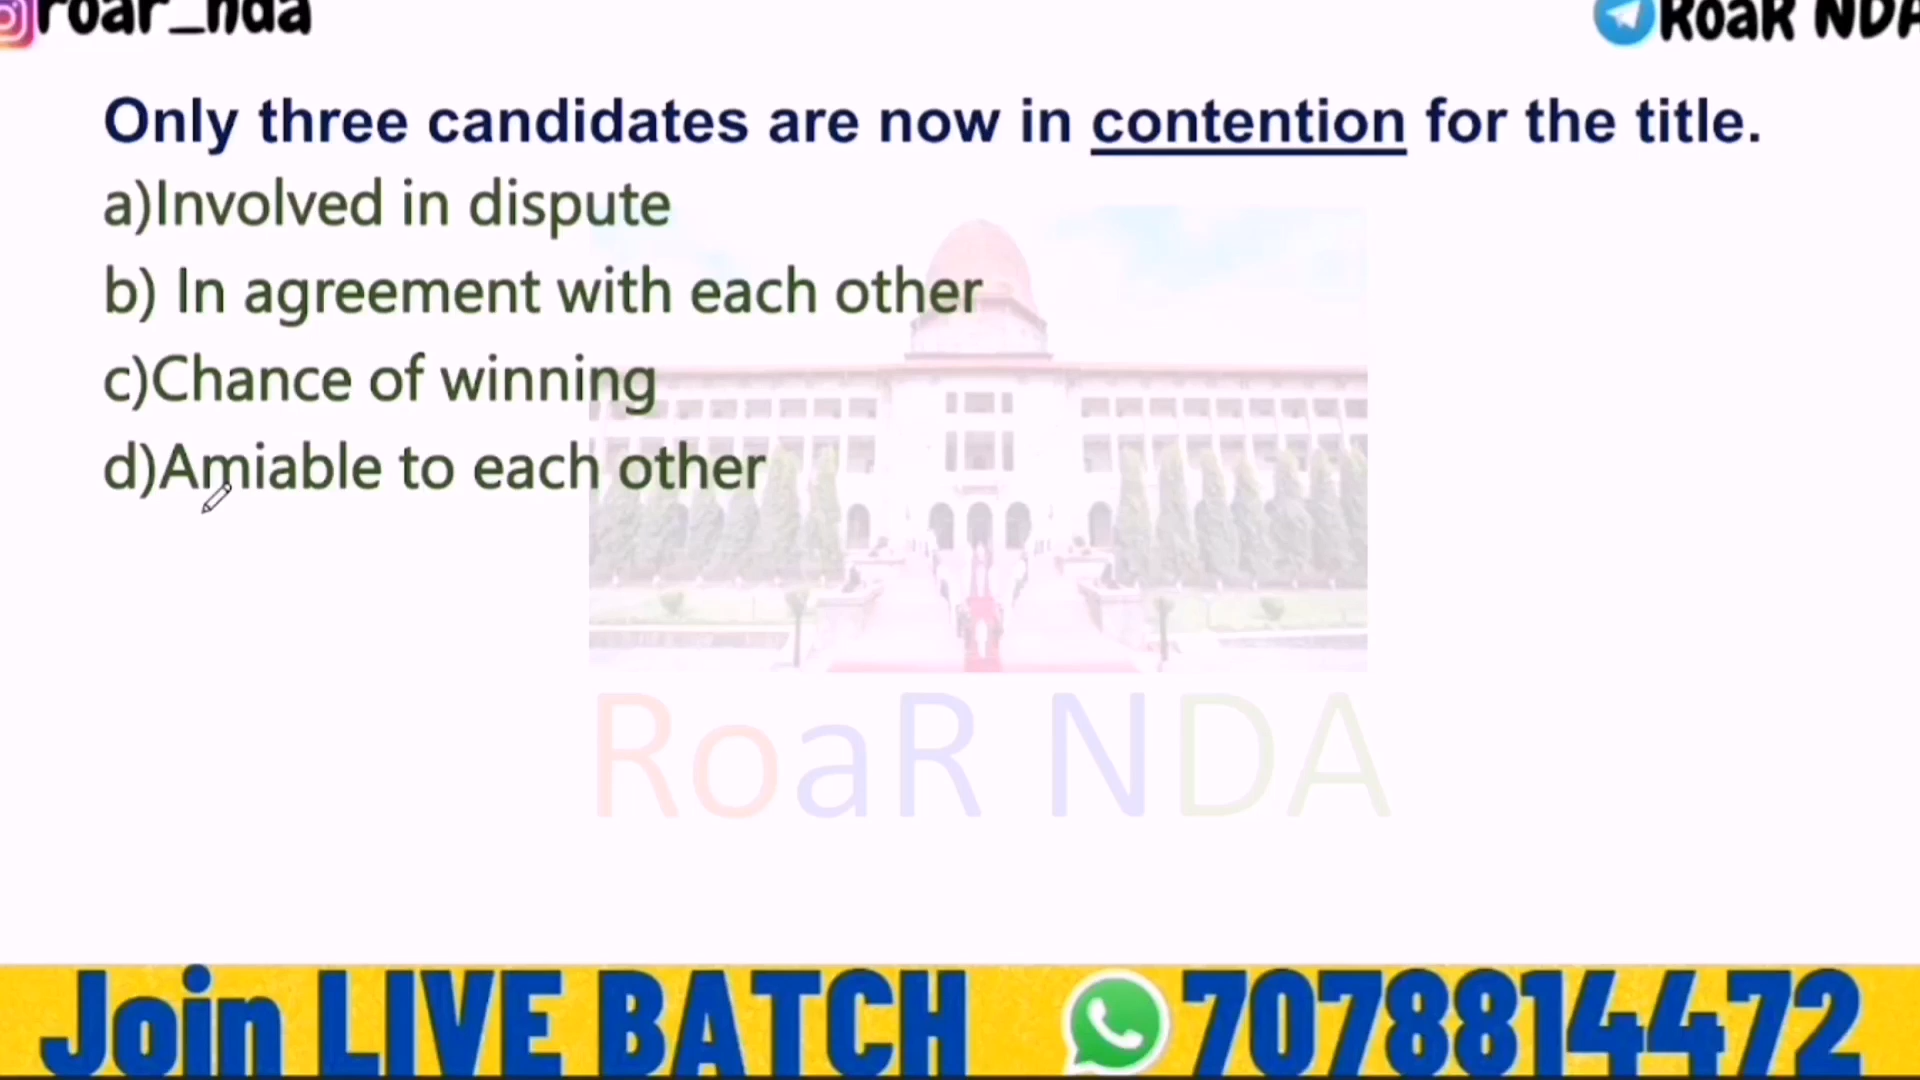 roar_nda
RoaR NDA
Only three candidates are now in contention for the title.
a)Involved in dispute
b) In agreement with each other
c)Chance of winning
d)Amiable to each other
RoaR NDA
Join LIVE BATCH 7078814472